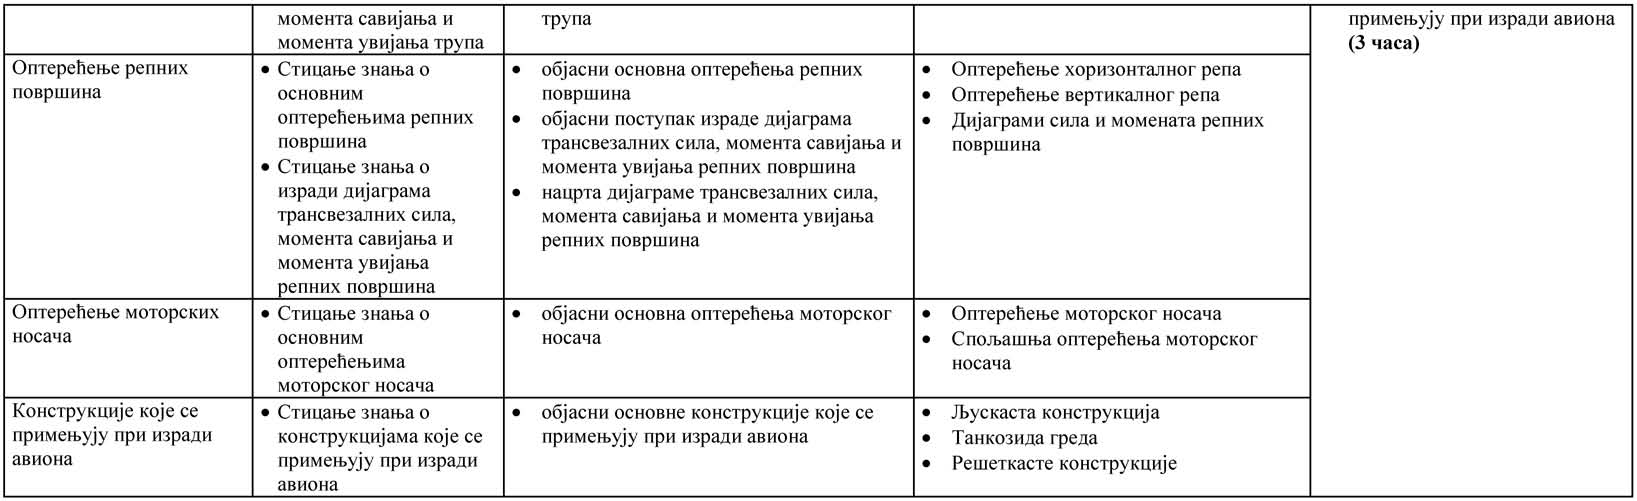 момента савијања и
момента увијања трупа
трупа
примењују при изради авиона
(3 часа)
Оптерећење репних
површина
• Стицање знања о
основним
оптерећењима репних
површина
• Стицање знања о
изради дијаграма
трансвезалних сила,
момента савијања и
момента увијања
репних површина
• објасни основна оптерећења репних
површина
• објасни поступак израде дијаграма
трансвезалних сила, момента савијања и
момента увијања репних површина
• нацрта дијаграме трансвезалних сила,
момента савијања и момента увијања
репних површина
• Оптерећење хоризонталног репа
• Оптерећење вертикалног репа
• Дијаграми сила и момената репних
површина
Оптерећење моторских
носача
• Стицање знања о
основним
оптерећењима
моторског носача
• објасни основна оптерећења моторског
носача
• Оптерећење моторског носача
• Спољашња оптерећења моторског
носача
Конструкције које се
примењују при изради
авиона
• Стицање знања о
конструкцијама које се
примењују при изради
авиона
• објасни основне конструкције које се
примењују при изради авиона
• Љускаста конструкција
• Танкозида греда
• Решеткасте конструкције